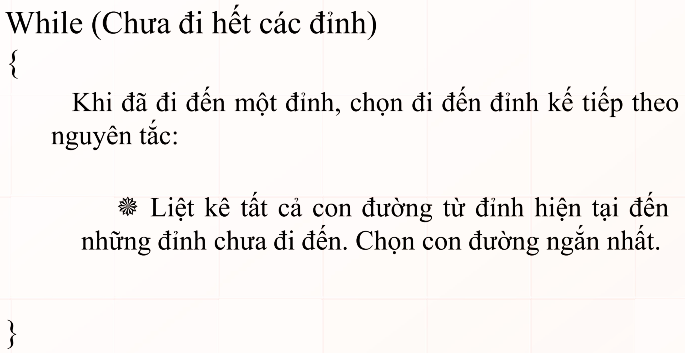 While (Chưa đi hết các đỉnh)
{
Khi đã đi đến một đỉnh, chọn đi đến đỉnh kế tiếp theo
nguyên tắc:
❋ Liệt kê tất cả con đường từ đỉnh hiện tại đến
những đỉnh chưa đi đến. Chọn con đường ngắn nhất.
}